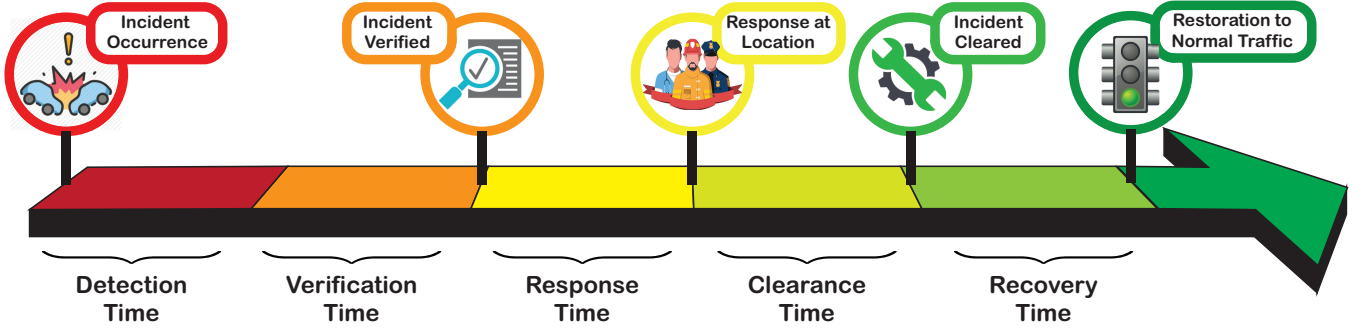 Incident
Occurrence
Incident
Verified
Response at
Location
Incident
Cleared
Restoration to
Normal Traffic
Detection
Time
Verification
Time
Response
Time
Clearance
Time
Recovery
Time